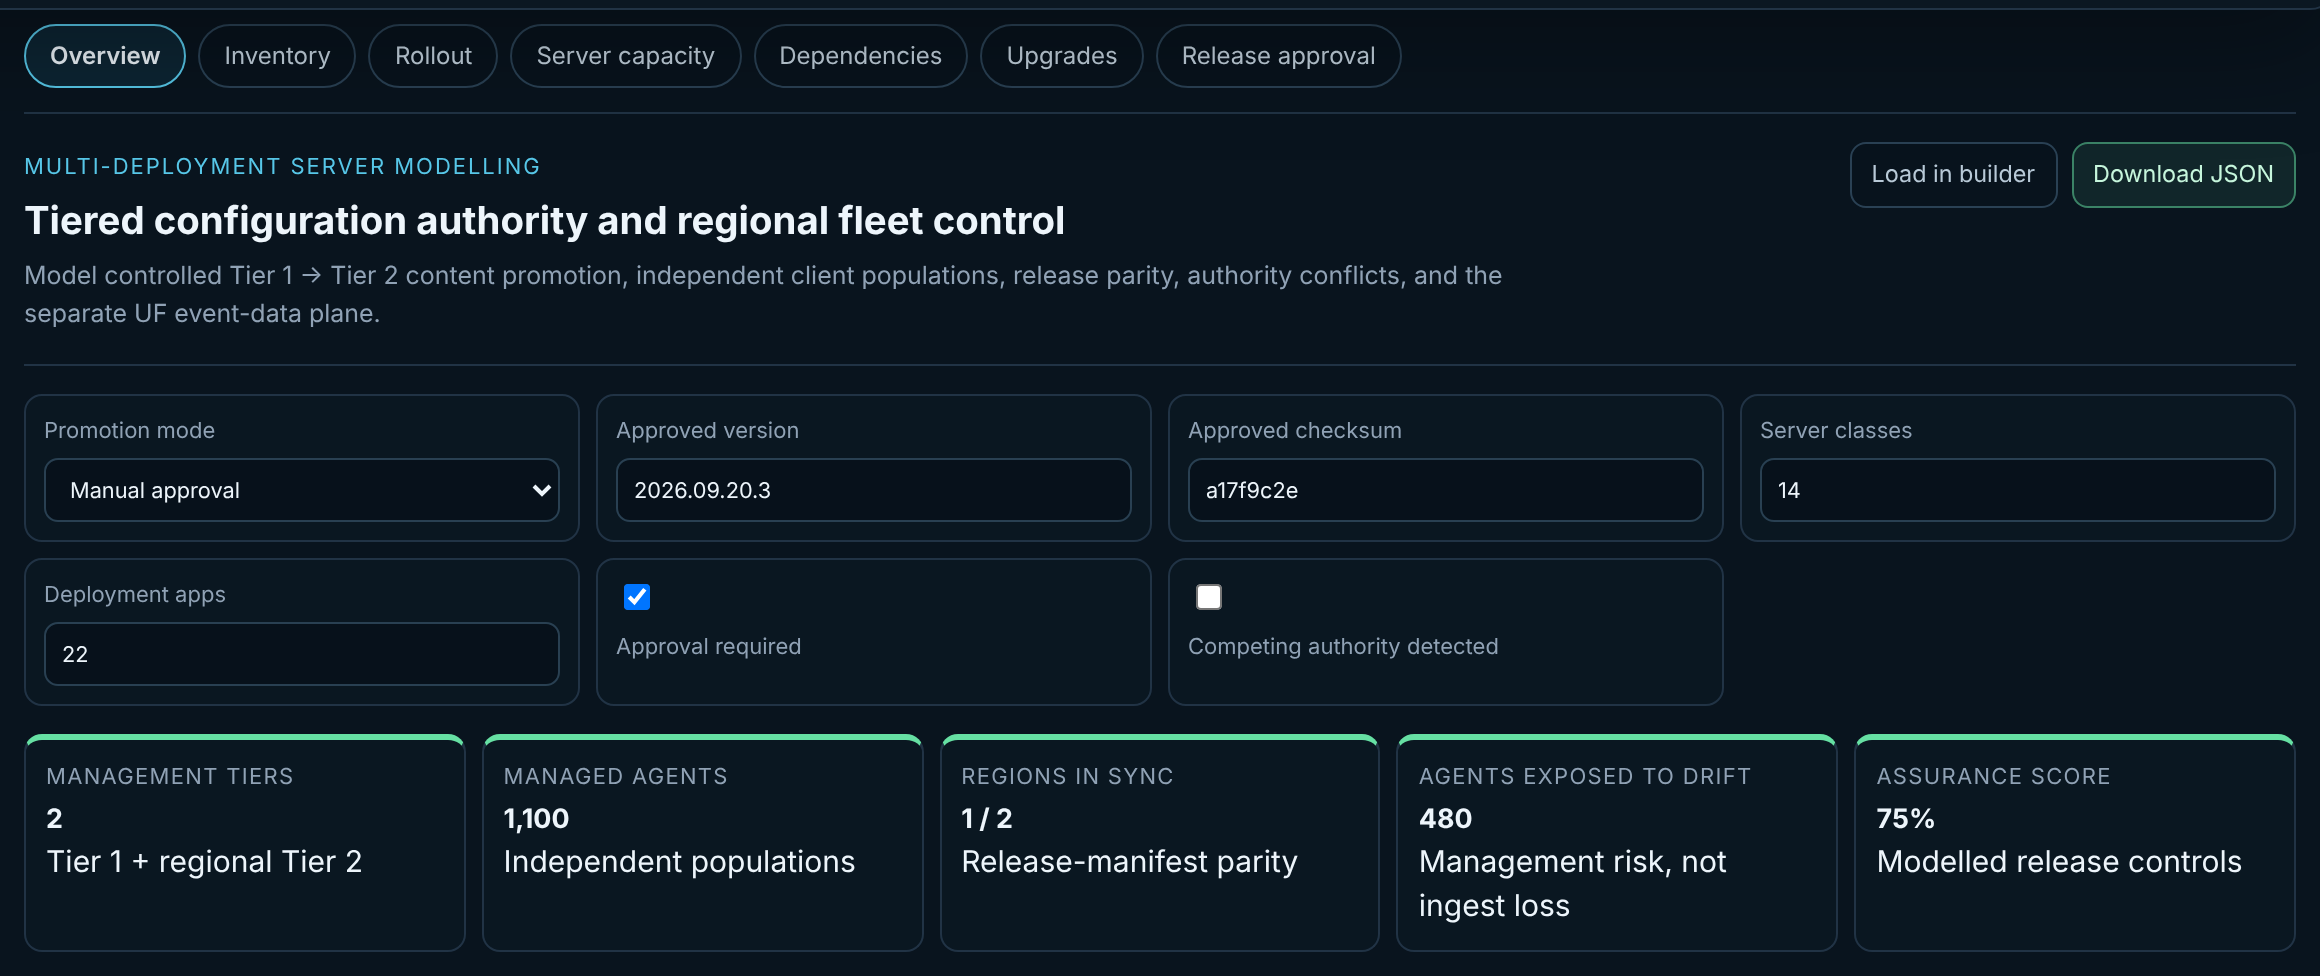 Overview
Inventory
Rollout
Server capacity
Dependencies
Upgrades
Release approval
MULTI-DEPLOYMENT SERVER MODELLING
Load in builder
Download JSON
Tiered configuration authority and regional fleet control
Model controlled Tier 1 → Tier 2 content promotion, independent client populations, release parity, authority conflicts, and the
separate UF event-data plane.
Promotion mode
Manual approval
Approved version
2026.09.20.3
Approved checksum
a17f9c2e
Server classes
14
Deployment apps
22
Approval required
Competing authority detected
MANAGEMENT TIERS
2
Tier 1 + regional Tier 2
MANAGED AGENTS
1,100
Independent populations
REGIONS IN SYNC
1 / 2
Release-manifest parity
AGENTS EXPOSED TO DRIFT
480
Management risk, not
ingest loss
ASSURANCE SCORE
75%
Modelled release controls